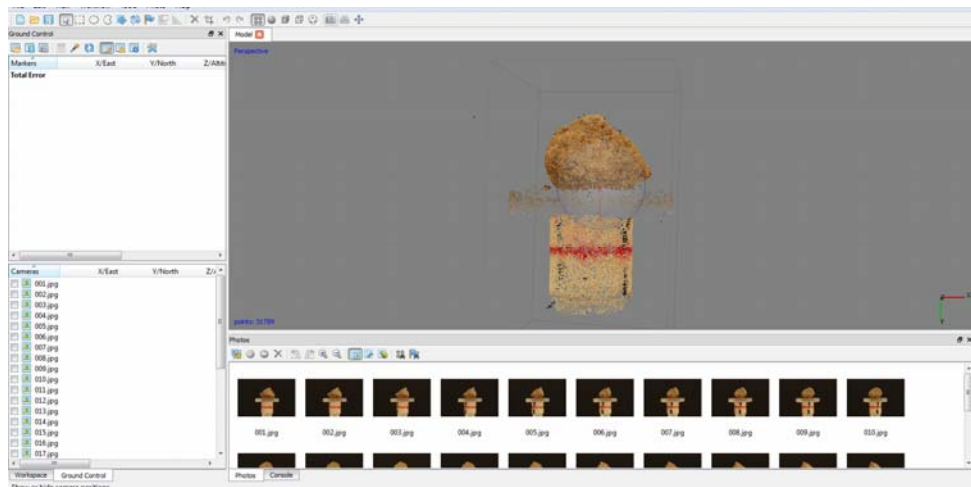 Ground Control
Model
Markers X/East Y/North Z/Altit
Total Error
Perspective
points: 31789
Cameras X/East Y/North Z/A
001.jpg
002.jpg
003.jpg
004.jpg
005.jpg
006.jpg
007.jpg
008.jpg
009.jpg
010.jpg
011.jpg
012.jpg
013.jpg
014.jpg
015.jpg
016.jpg
017.jpg
Workspace Ground Control
Photos
001.jpg 002.jpg 003.jpg 004.jpg 005.jpg 006.jpg 007.jpg 008.jpg 009.jpg 010.jpg
Photos Console